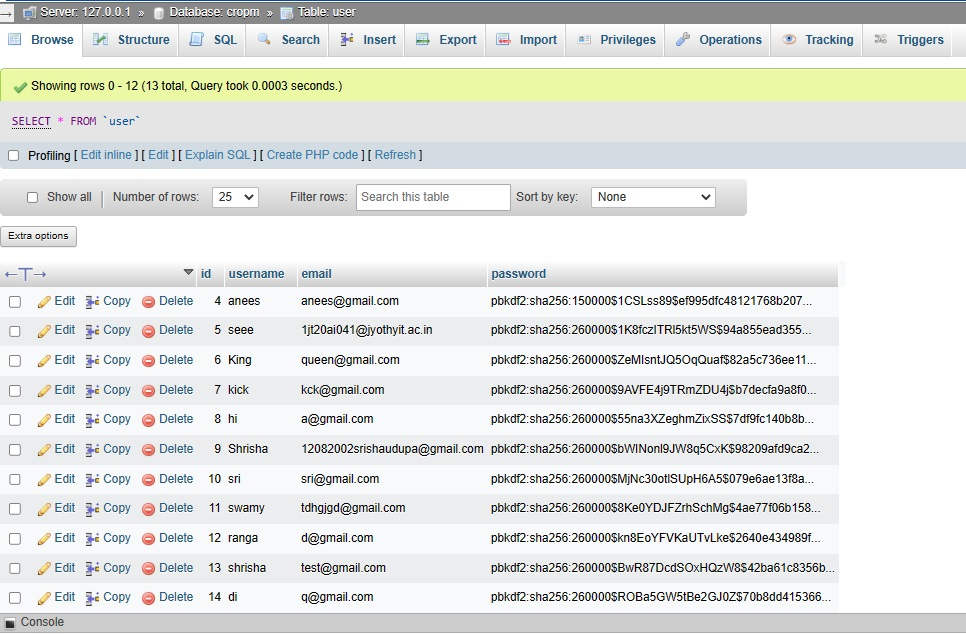 Server: 127.0.0.1 » Database: cropm » Table: user
Browse Structure SQL Search Insert Export Import Privileges Operations Tracking Triggers
Showing rows 0 - 12 (13 total, Query took 0.0003 seconds.)
SELECT * FROM `user`
Profiling [ Edit inline ] [ Edit ] [ Explain SQL ] [ Create PHP code ] [ Refresh ]
Show all Number of rows: 25 Filter rows: Search this table Sort by key: None
Extra options
←T→ id username email password
Edit Copy Delete 4 anees anees@gmail.com pbkdf2:sha256:150000$1CSLss89$ef995dfc48121768b207...
Edit Copy Delete 5 seee 1jt20ai041@jyothyit.ac.in pbkdf2:sha256:260000$1K8fczITRl5kt5WS$94a855ead355...
Edit Copy Delete 6 King queen@gmail.com pbkdf2:sha256:260000$ZeMIsntJQ5OqQuaf$82a5c736ee11...
Edit Copy Delete 7 kick kck@gmail.com pbkdf2:sha256:260000$9AVFE4j9TRmZDU4j$b7decfa9a8f0...
Edit Copy Delete 8 hi a@gmail.com pbkdf2:sha256:260000$55na3XZeghmZixSS$7df9fc140b8b...
Edit Copy Delete 9 Shrisha 12082002srishaudupa@gmail.com pbkdf2:sha256:260000$bWINonl9JW8q5CxK$98209afd9ca2...
Edit Copy Delete 10 sri sri@gmail.com pbkdf2:sha256:260000$MjNc30otlSUpH6A5$079e6ae13f8a...
Edit Copy Delete 11 swamy tdhgjgd@gmail.com pbkdf2:sha256:260000$8Ke0YDJFZrhSchMg$4ae77f06b158...
Edit Copy Delete 12 ranga d@gmail.com pbkdf2:sha256:260000$kn8EoYFVKaUTvLke$2640e434989f...
Edit Copy Delete 13 shrisha test@gmail.com pbkdf2:sha256:260000$BwR87DcdSOxHQzW8$42ba61c8356b...
Edit Copy Delete 14 di q@gmail.com pbkdf2:sha256:260000$ROBa5GW5tBe2GJ0Z$70b8dd415366...
Console